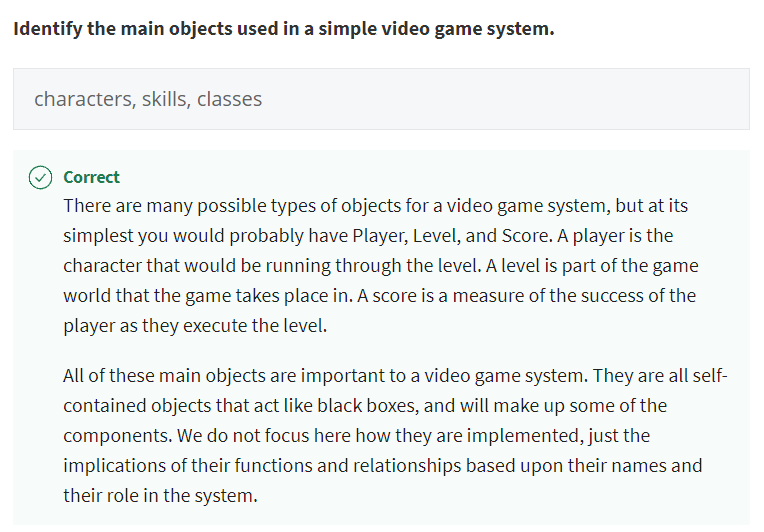 Identify the main objects used in a simple video game system.
characters, skills, classes
Correct
There are many possible types of objects for a video game system, but at its
simplest you would probably have Player, Level, and Score. A player is the
character that would be running through the level. A level is part of the game
world that the game takes place in. A score is a measure of the success of the
player as they execute the level.
All of these main objects are important to a video game system. They are all self-
contained objects that act like black boxes, and will make up some of the
components. We do not focus here how they are implemented, just the
implications of their functions and relationships based upon their names and
their role in the system.